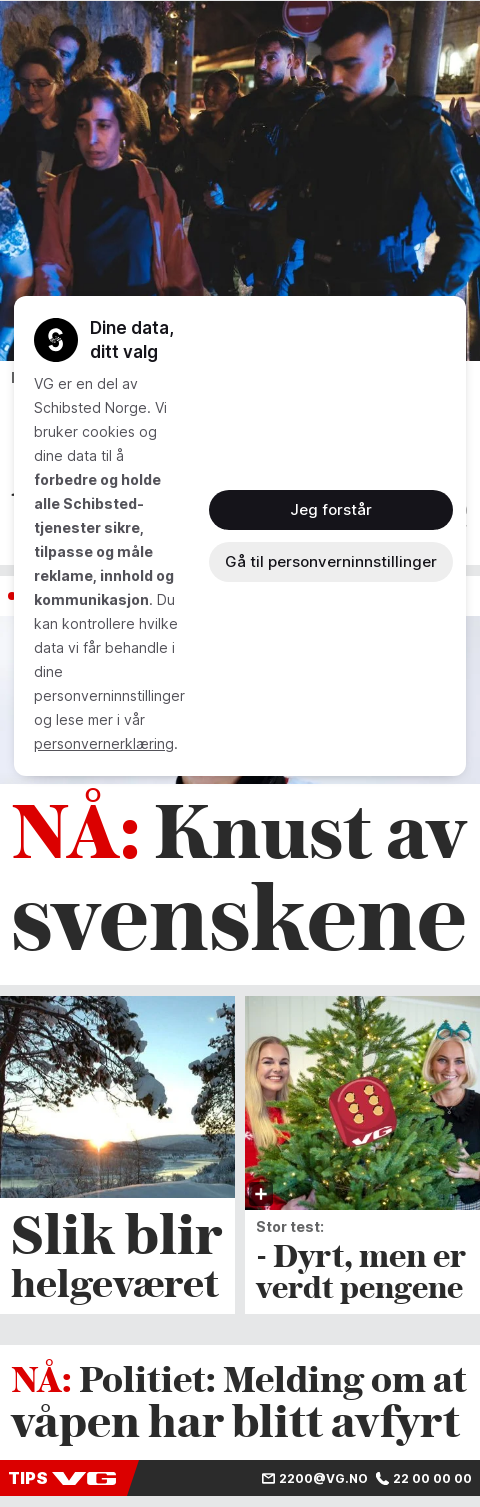 Dine data,
ditt valg
VG er en del av
Schibsted Norge. Vi
bruker cookies og
dine data til å
forbedre og holde
alle Schibsted-
tjenester sikre,
tilpasse og måle
reklame, innhold og
kommunikasjon. Du
kan kontrollere hvilke
data vi får behandle i
dine
personverninnstillinger
og lese mer i vår
personvernerklæring.
Jeg forstår
Gå til personverninnstillinger
NÅ: Knust av
svenskene
VG
Slik blir
helgeværet
Stor test:
- Dyrt, men er
verdt pengene
NÅ: Politiet: Melding om at
våpen har blitt avfyrt
TIPS VG
2200@VG.NO 22 00 00 00